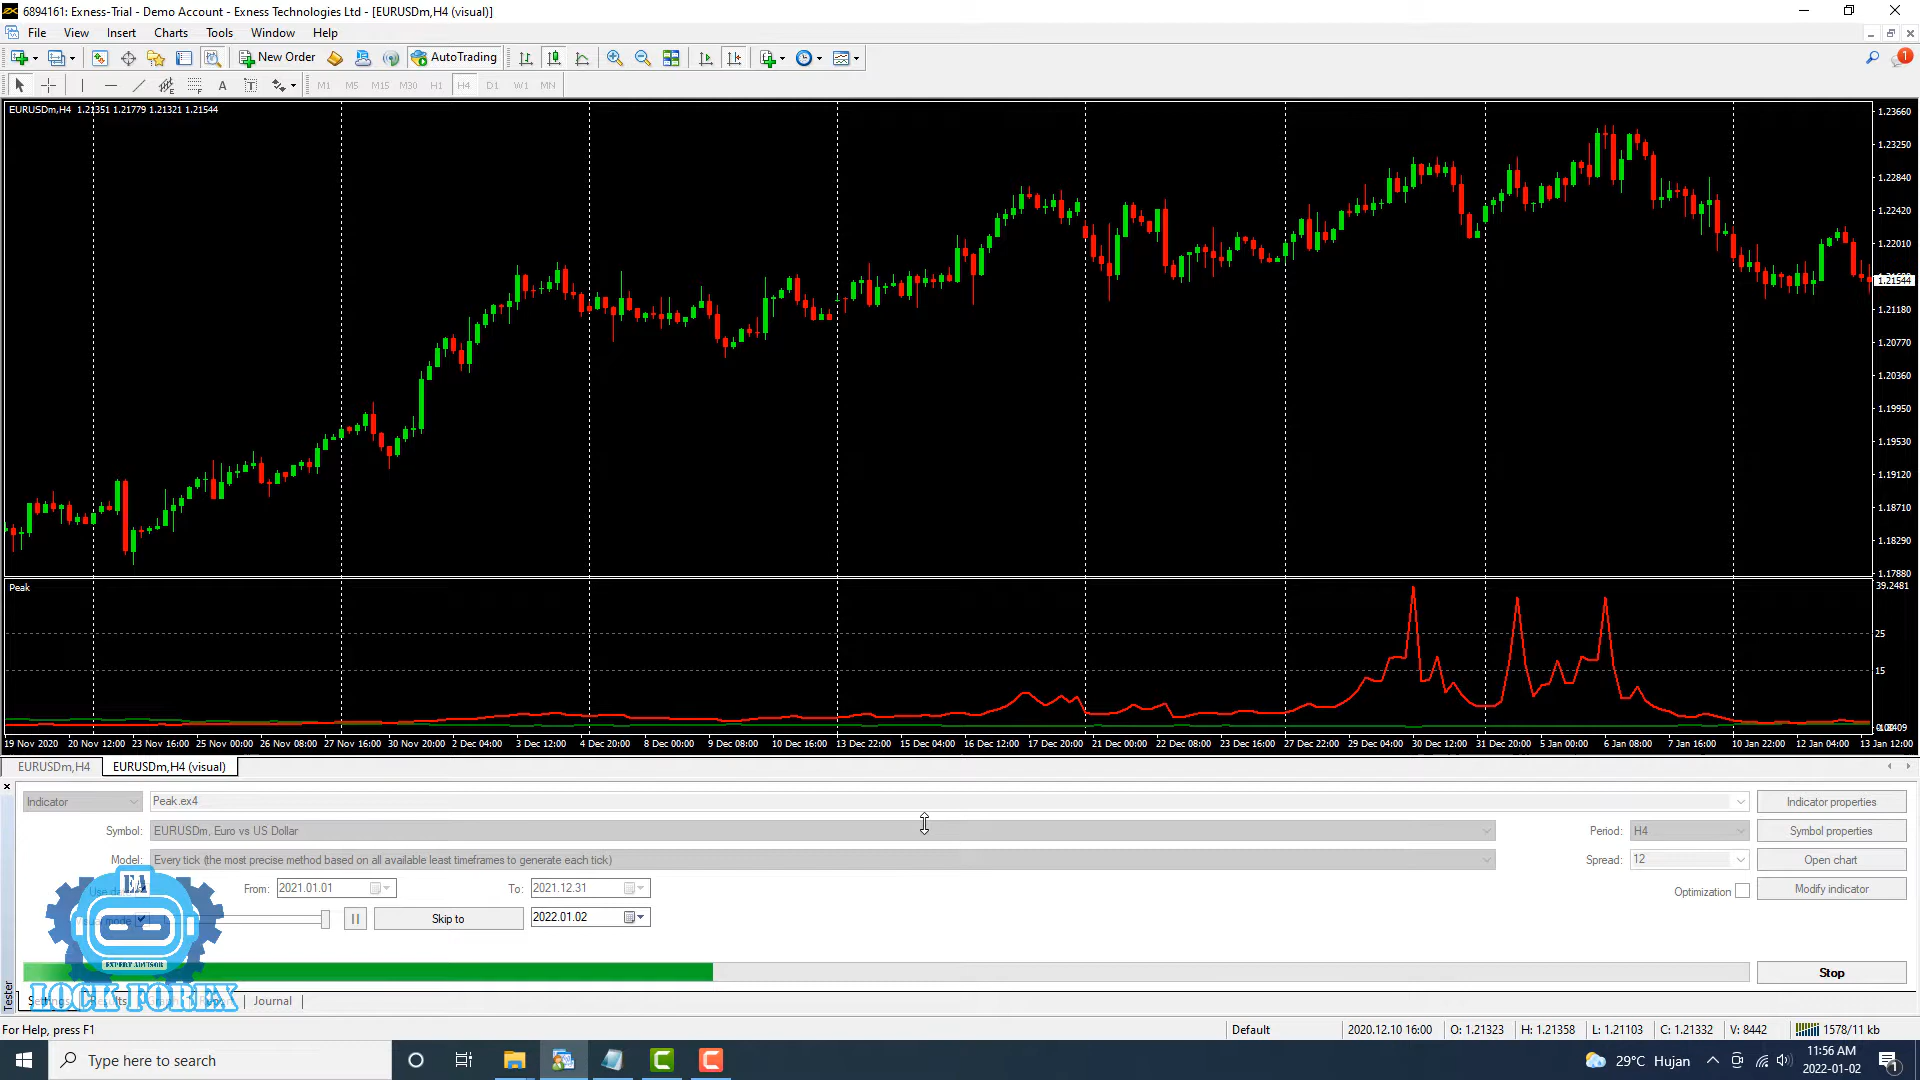 6894161: Exness-Trial - Demo Account - Exness Technologies Ltd - [EURUSDm,H4 (visual)]
File View Insert Charts Tools Window Help
New Order AutoTrading 1
A T M1 M5 M15 M30 H1 H4 D1 W1 MN
EURUSDm,H4 1.21351 1.21779 1.21321 1.21544
1.23660
1.23250
1.22840
1.22420
1.22010
1.21544
1.21180
1.20770
1.20360
1.19950
1.19530
1.19120
1.18710
1.18290
1.17880
Peak
39.2481
25
15
19 Nov 2020 20 Nov 12:00 23 Nov 16:00 25 Nov 00:00 26 Nov 08:00 27 Nov 16:00 30 Nov 20:00 2 Dec 04:00 3 Dec 12:00 4 Dec 20:00 8 Dec 00:00 9 Dec 08:00 10 Dec 16:00 13 Dec 22:00 15 Dec 04:00 16 Dec 12:00 17 Dec 20:00 21 Dec 00:00 22 Dec 08:00 23 Dec 16:00 27 Dec 22:00 29 Dec 04:00 30 Dec 12:00 31 Dec 20:00 5 Jan 00:00 6 Jan 08:00 7 Jan 16:00 10 Jan 22:00 12 Jan 04:00 13 Jan 12:00
EURUSDm,H4 EURUSDm,H4 (visual)
Indicator Peak.ex4 Indicator properties
Symbol: EURUSDm, Euro vs US Dollar Period: H4 Symbol properties
Model: Every tick (the most precise method based on all available least timeframes to generate each tick) Spread: 12 Open chart
From: 2021.01.01 To: 2021.12.31 Optimization Modify indicator
Skip to 2022.01.02
EA
EXPERT ADVISOR
LOCK FOREX
Stop
Tester
Settings Results Graph Report Journal
For Help, press F1 Default 2020.12.10 16:00 O: 1.21323 H: 1.21358 L: 1.21103 C: 1.21332 V: 8442 1578/11 kb
Type here to search 29°C Hujan 11:56 AM
2022-01-02 1